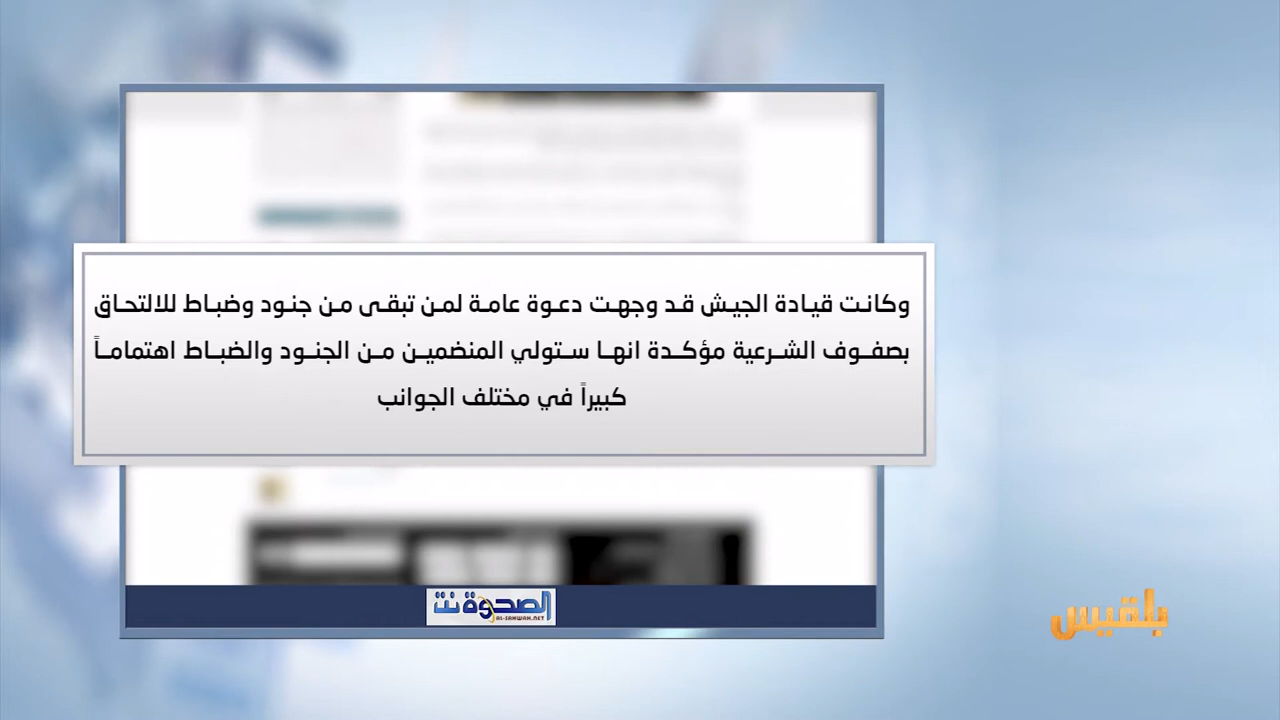 وكانت قيادة الجيش قد وجهت دعوة عامة لمن تبقى من جنود وضباط للالتحاق
بصفوف الشرعية مؤكدة انها ستولي المنضمين من الجنود والضباط اهتماماً
كبيراً في مختلف الجوانب
الصحوة نت
AL-SAHWAH.NET
بلقيس